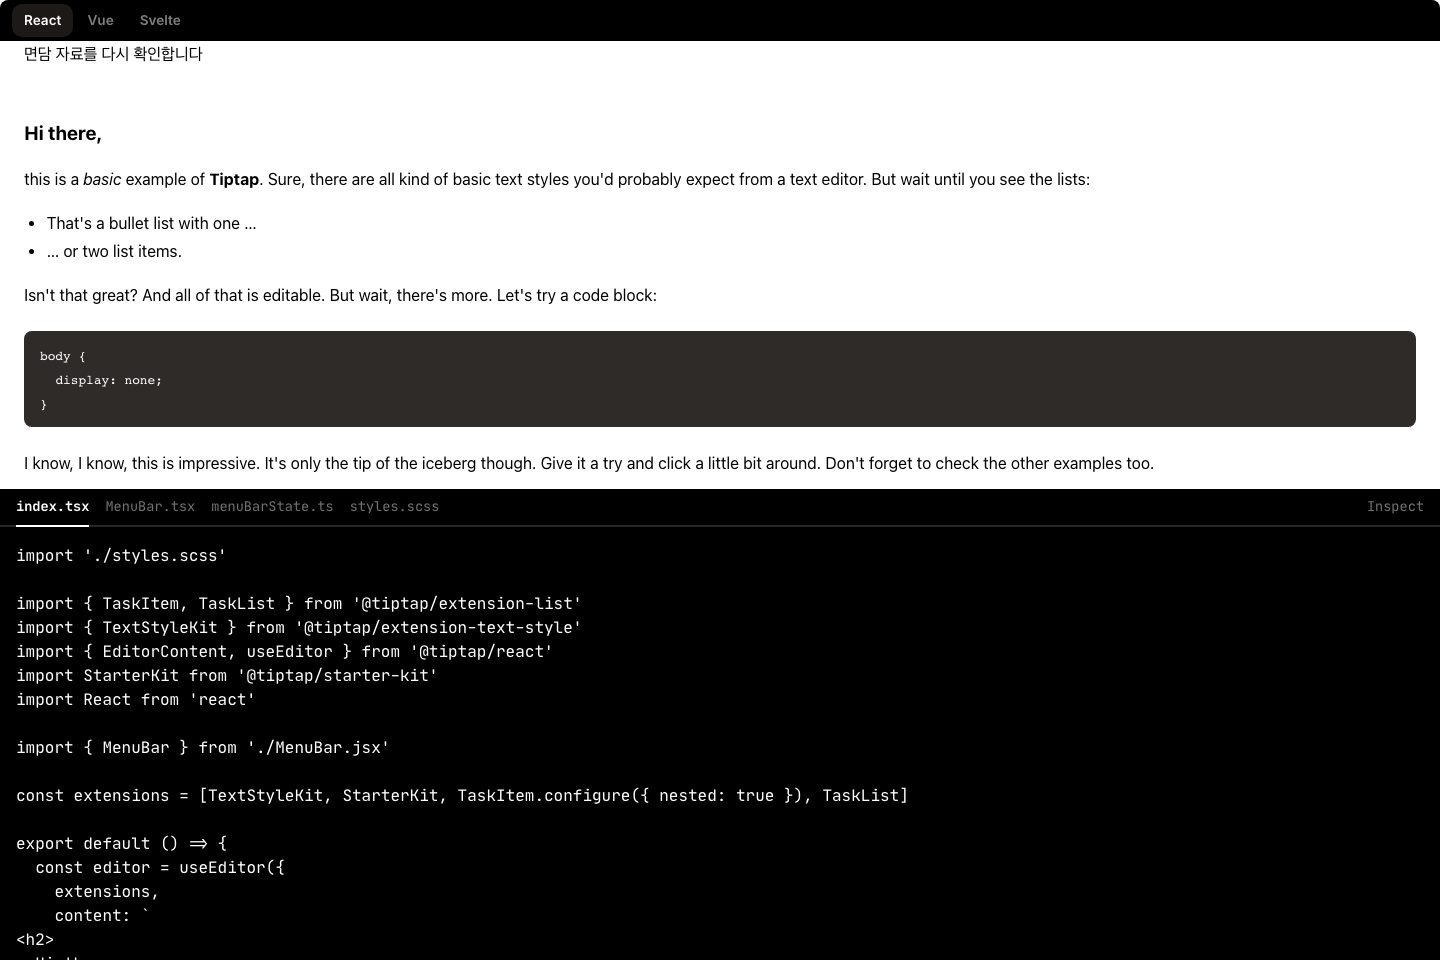 React Vue Svelte
면담 자료를 다시 확인합니다
Hi there,
this is a basic example of Tiptap. Sure, there are all kind of basic text styles you'd probably expect from a text editor. But wait until you see the lists:
• That's a bullet list with one …
• … or two list items.
Isn't that great? And all of that is editable. But wait, there's more. Let's try a code block:
body {
  display: none;
}
I know, I know, this is impressive. It's only the tip of the iceberg though. Give it a try and click a little bit around. Don't forget to check the other examples too.
index.tsx MenuBar.tsx menuBarState.ts styles.scss Inspect
import './styles.scss'
import { TaskItem, TaskList } from '@tiptap/extension-list'
import { TextStyleKit } from '@tiptap/extension-text-style'
import { EditorContent, useEditor } from '@tiptap/react'
import StarterKit from '@tiptap/starter-kit'
import React from 'react'
import { MenuBar } from './MenuBar.jsx'
const extensions = [TextStyleKit, StarterKit, TaskItem.configure({ nested: true }), TaskList]
export default () => {
  const editor = useEditor({
    extensions,
    content: `
<h2>